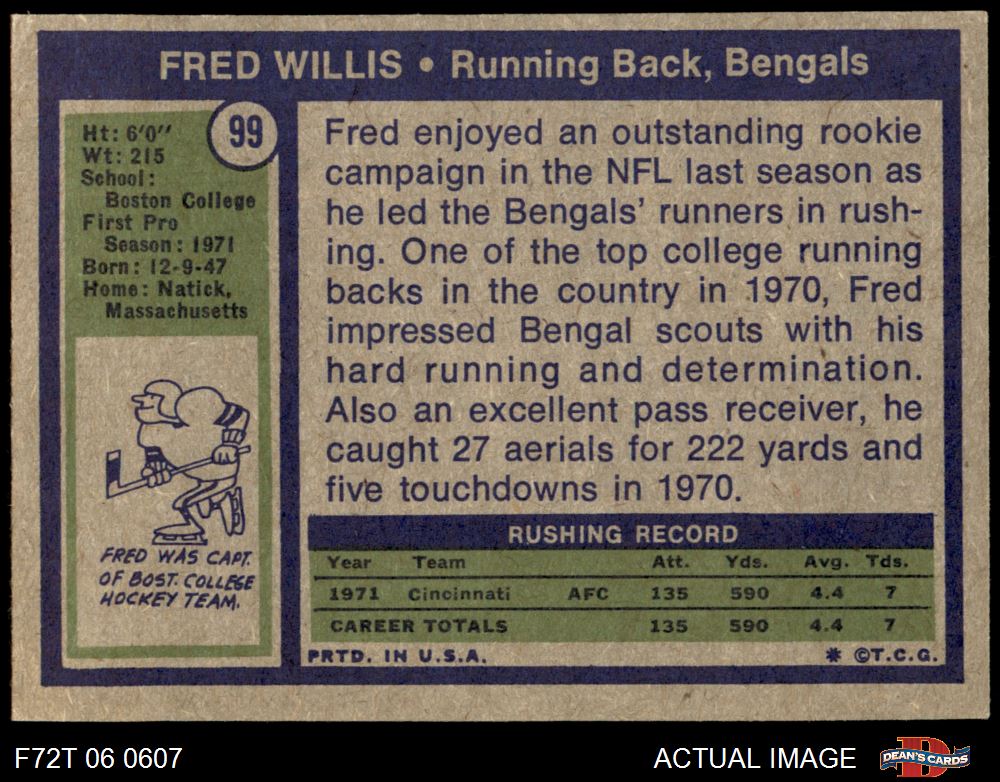 FRED WILLIS • Running Back, Bengals
99
Ht: 6'0"
Wt: 215
School:
Boston College
First Pro
Season: 1971
Born: 12-9-47
Home: Natick,
Massachusetts
FRED WAS CAPT.
OF BOST. COLLEGE
HOCKEY TEAM.
Fred enjoyed an outstanding rookie
campaign in the NFL last season as
he led the Bengals' runners in rush-
ing. One of the top college running
backs in the country in 1970, Fred
impressed Bengal scouts with his
hard running and determination.
Also an excellent pass receiver, he
caught 27 aerials for 222 yards and
five touchdowns in 1970.
RUSHING RECORD
Year Team Att. Yds. Avg. Tds.
1971 Cincinnati AFC 135 590 4.4 7
CAREER TOTALS 135 590 4.4 7
PRTD. IN U.S.A. * ©T.C.G.
F72T 06 0607 ACTUAL IMAGE DEAN'S CARDS